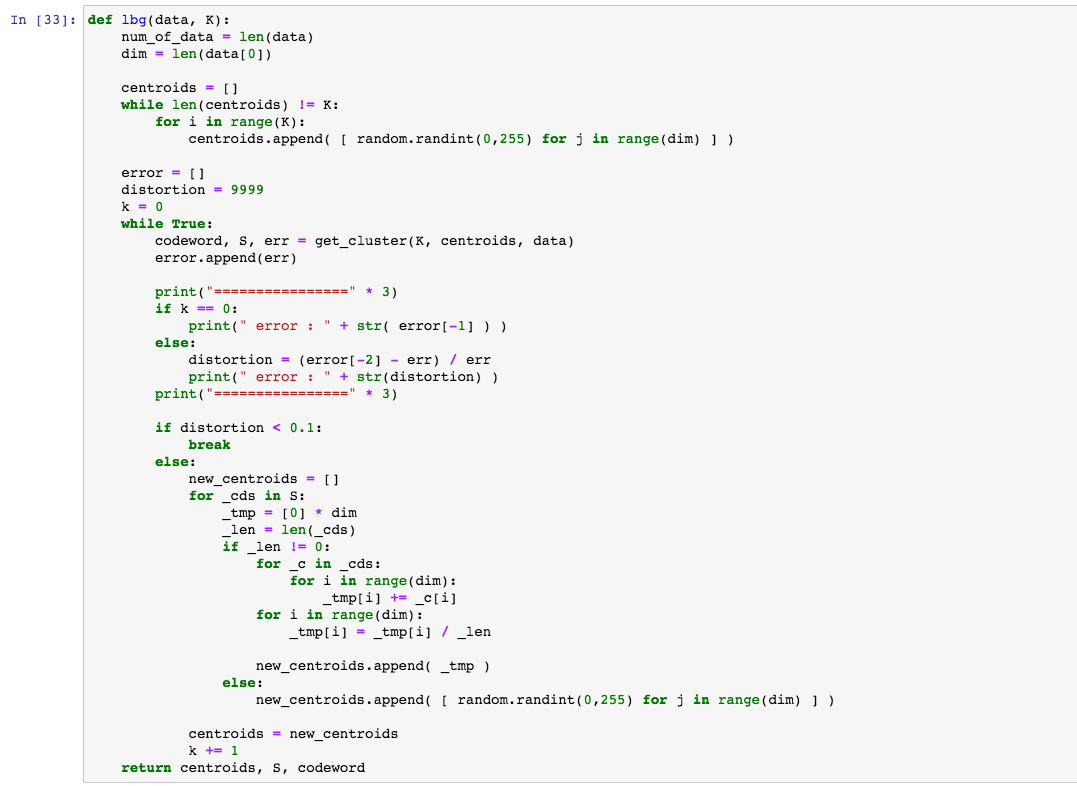 In [33]: def lbg(data, K):
    num_of_data = len(data)
    dim = len(data[0])

    centroids = []
    while len(centroids) != K:
        for i in range(K):
            centroids.append( [ random.randint(0,255) for j in range(dim) ] )

    error = []
    distortion = 9999
    k = 0
    while True:
        codeword, S, err = get_cluster(K, centroids, data)
        error.append(err)

        print("================" * 3)
        if k == 0:
            print(" error : " + str( error[-1] ) )
        else:
            distortion = (error[-2] - err) / err
            print(" error : " + str(distortion) )
        print("================" * 3)

        if distortion < 0.1:
            break
        else:
            new_centroids = []
            for _cds in S:
                _tmp = [0] * dim
                _len = len(_cds)
                if _len != 0:
                    for _c in _cds:
                        for i in range(dim):
                            _tmp[i] += _c[i]
                    for i in range(dim):
                        _tmp[i] = _tmp[i] / _len

                    new_centroids.append( _tmp )
                else:
                    new_centroids.append( [ random.randint(0,255) for j in range(dim) ] )

            centroids = new_centroids
            k += 1
    return centroids, S, codeword